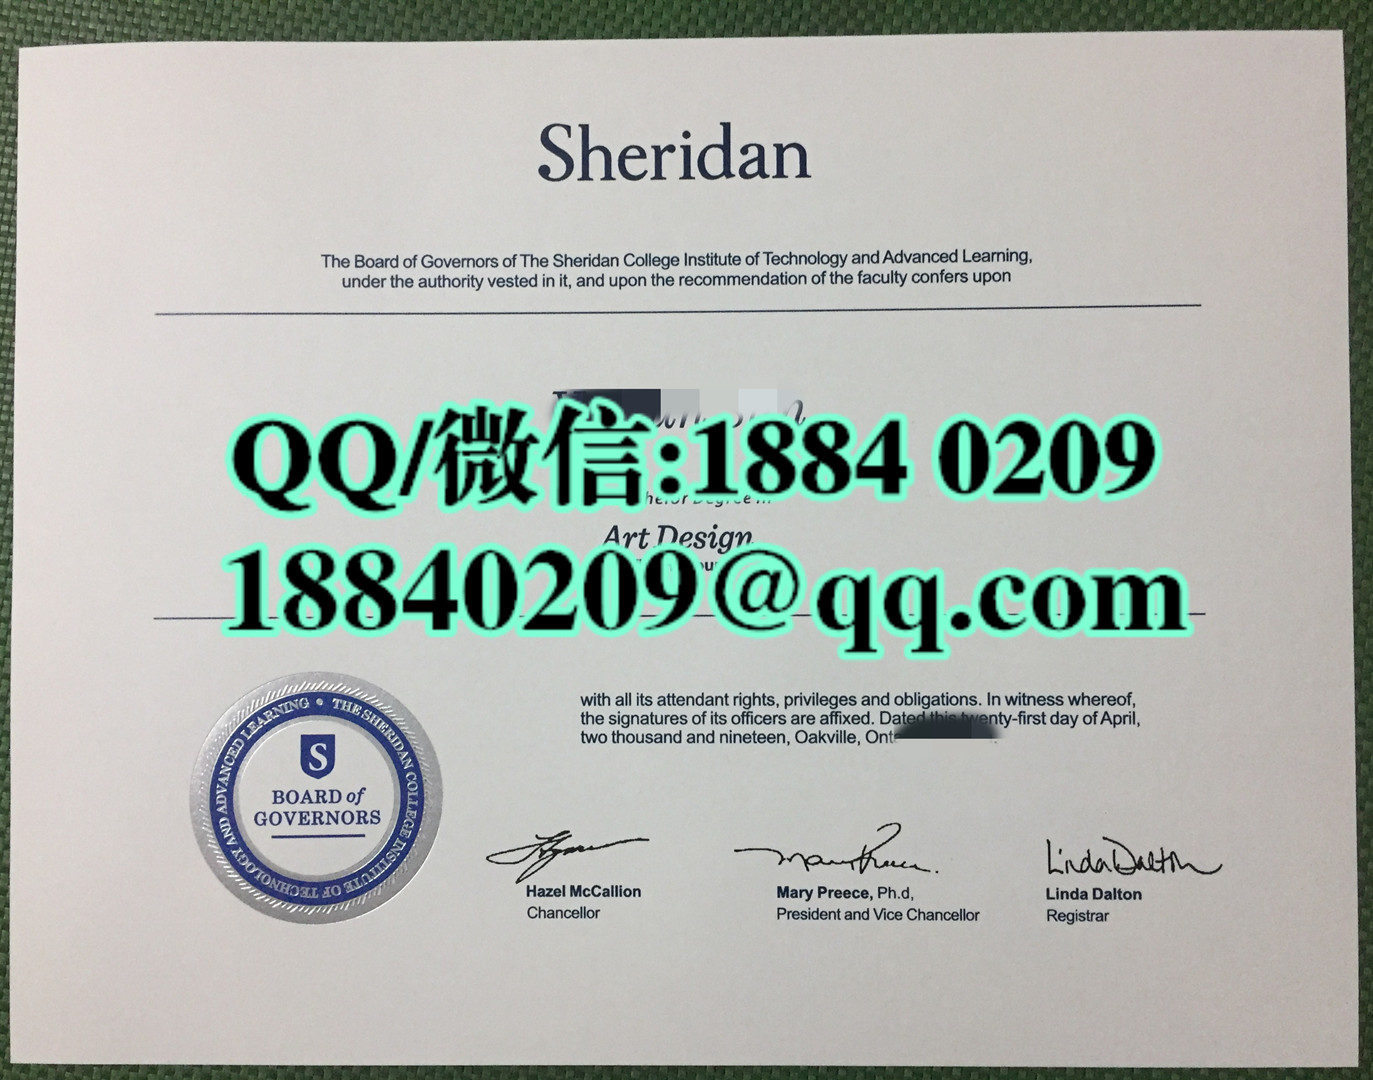 Sheridan
The Board of Governors of The Sheridan College Institute of Technology and Advanced Learning,
under the authority vested in it, and upon the recommendation of the faculty confers upon
QQ/微信:1884 0209
Art Design
18840209@qq.com
with all its attendant rights, privileges and obligations. In witness whereof,
the signatures of its officers are affixed. Dated this twenty-first day of April,
two thousand and nineteen, Oakville,
THE SHERIDAN COLLEGE INSTITUTE OF TECHNOLOGY AND ADVANCED LEARNING •
S
BOARD of
GOVERNORS
Linda Dalton
Hazel McCallion
Chancellor
Mary Preece, Ph.d,
President and Vice Chancellor
Linda Dalton
Registrar